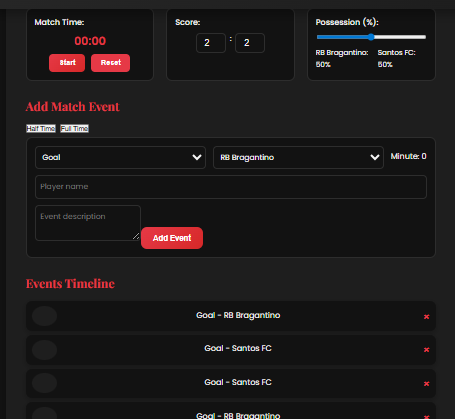 Match Time:
00:00
Start Reset
Score:
2 : 2
Possession (%):
RB Bragantino: 50%
Santos FC: 50%
Add Match Event
Half Time Full Time
Goal RB Bragantino Minute: 0
Player name
Event description
Add Event
Events Timeline
Goal - RB Bragantino ×
Goal - Santos FC ×
Goal - Santos FC ×
Goal - RB Bragantino ×